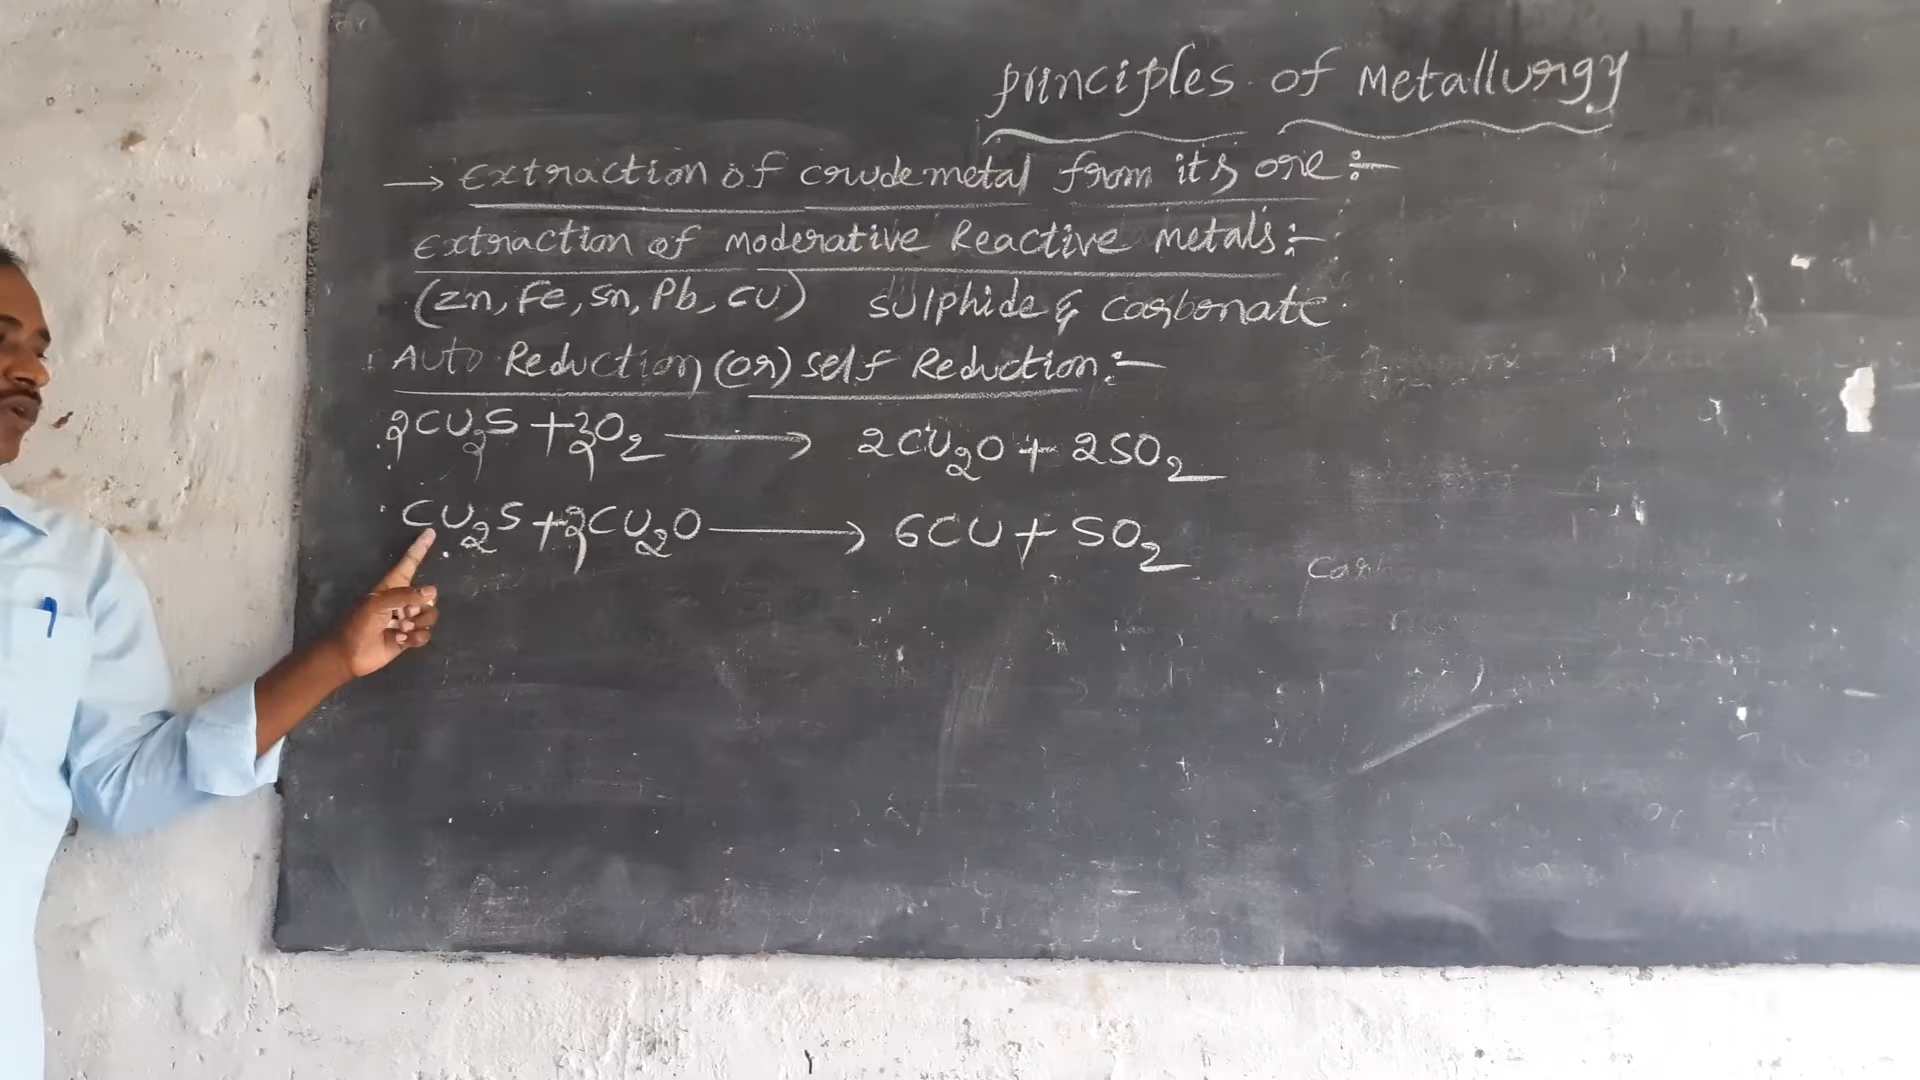 Principles of Metallurgy
→ Extraction of crude metal from its ore :-
Extraction of Moderative Reactive Metals :-
(Zn, Fe, Sn, Pb, CU) sulphide & carbonate
Auto Reduction (or) self Reduction :-
2CU₂S + 3O₂ ⟶ 2CU₂O + 2SO₂
CU₂S + 2CU₂O ⟶ 6CU + SO₂